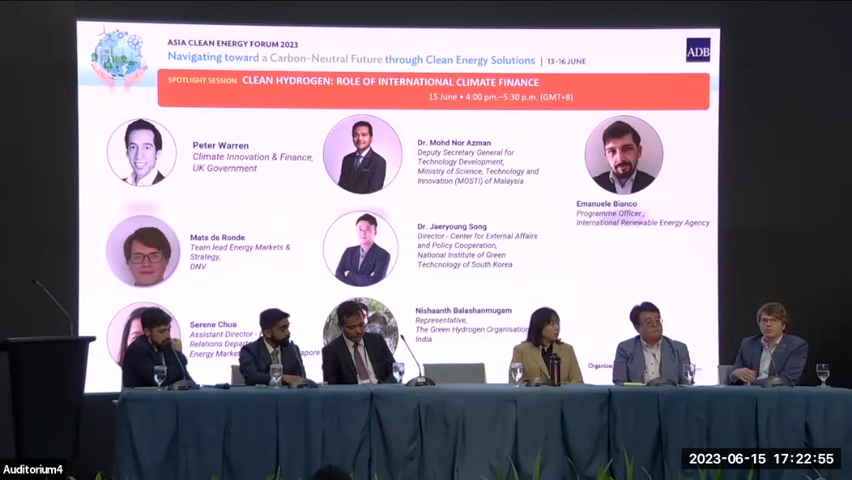 ASIA CLEAN ENERGY FORUM 2023
Navigating toward a Carbon-Neutral Future through Clean Energy Solutions | 13-16 JUNE
ADB
SPOTLIGHT SESSION CLEAN HYDROGEN: ROLE OF INTERNATIONAL CLIMATE FINANCE
15 June • 4:00 pm.–5:30 p.m. (GMT+8)
Peter Warren
Climate Innovation & Finance,
UK Government
Dr. Mohd Nor Azman
Deputy Secretary General for
Technology Development,
Ministry of Science, Technology and
Innovation (MOSTI) of Malaysia
Emanuele Bianco
Programme Officer,
International Renewable Energy Agency
Mats de Ronde
Team lead Energy Markets &
Strategy,
DNV
Dr. Jaeryoung Song
Director - Center for External Affairs
and Policy Cooperation,
National Institute of Green
Techcnology of South Korea
Serene Chua
Assistant Director -
Relations
Energy
Nishaanth Balashanmugam
Representative,
The Green Hydrogen
India
Auditorium4
2023-06-15 17:22:55